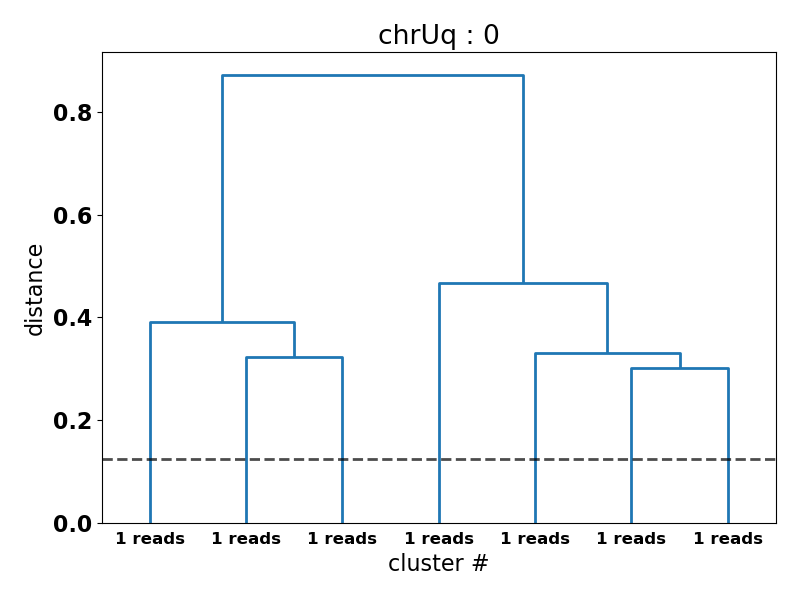 chrUq : 0
0.8
0.6
0.4
0.2
0.0
distance
1 reads 1 reads 1 reads 1 reads 1 reads 1 reads 1 reads
cluster #